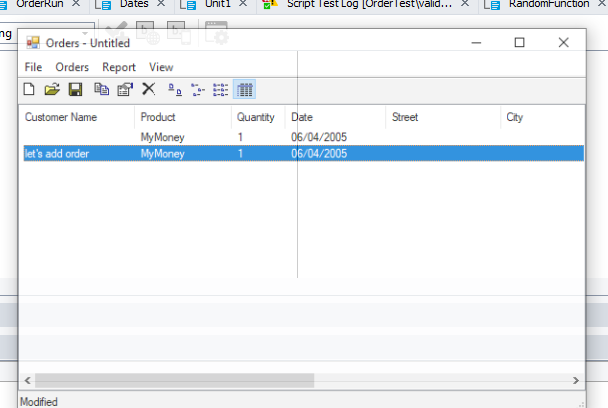 OrderRun Dates Unit1 Script Test Log [OrderTest\valid... RandomFunction
ng
Orders - Untitled
File Orders Report View
Customer Name Product Quantity Date Street City
MyMoney 1 06/04/2005
let's add order MyMoney 1 06/04/2005
Modified